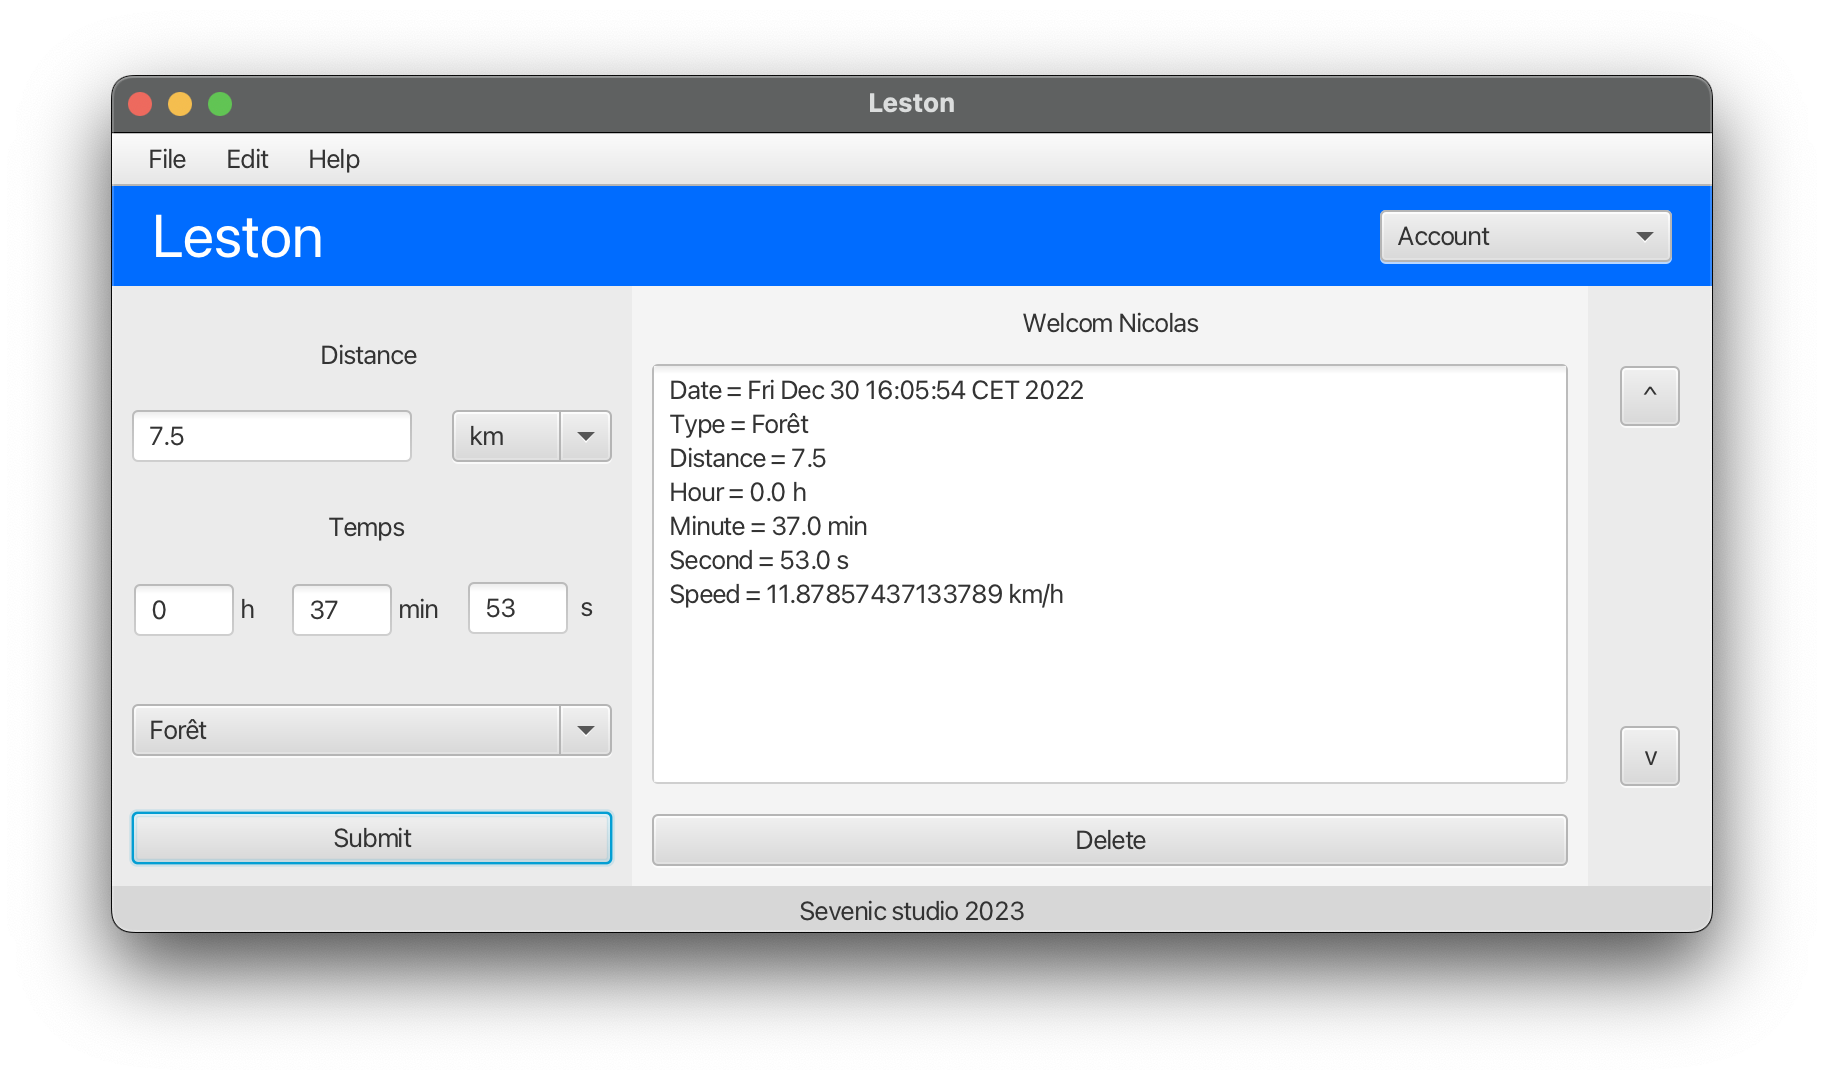 Leston
File Edit Help
Leston
Account
Distance
7.5 km
Temps
0 h 37 min 53 s
Forêt
Submit
Welcom Nicolas
Date = Fri Dec 30 16:05:54 CET 2022
Type = Forêt
Distance = 7.5
Hour = 0.0 h
Minute = 37.0 min
Second = 53.0 s
Speed = 11.87857437133789 km/h
Delete
^
v
Sevenic studio 2023